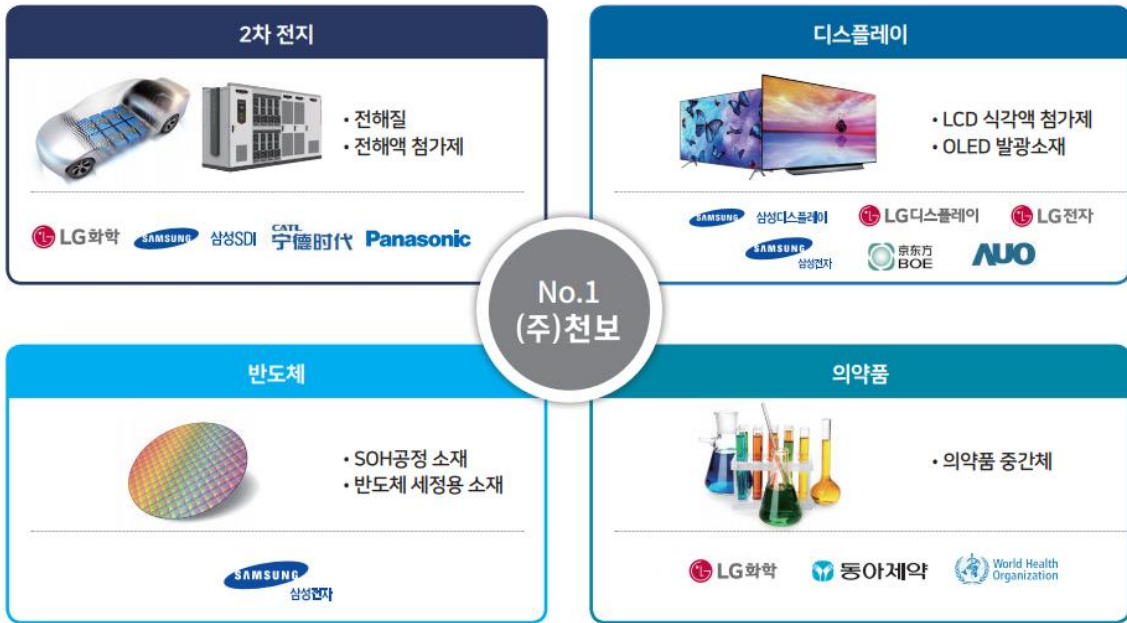 2차 전지
• 전해질
• 전해액 첨가제
LG화학
SAMSUNG 삼성SDI
CATL
宁德时代
Panasonic
디스플레이
• LCD 식각액 첨가제
• OLED 발광소재
SAMSUNG 삼성디스플레이
LG디스플레이
LG전자
SAMSUNG
삼성전자
京东方
BOE
AUO
No.1
(주)천보
반도체
• SOH공정 소재
• 반도체 세정용 소재
SAMSUNG
삼성전자
의약품
• 의약품 중간체
LG화학
동아제약
World Health
Organization